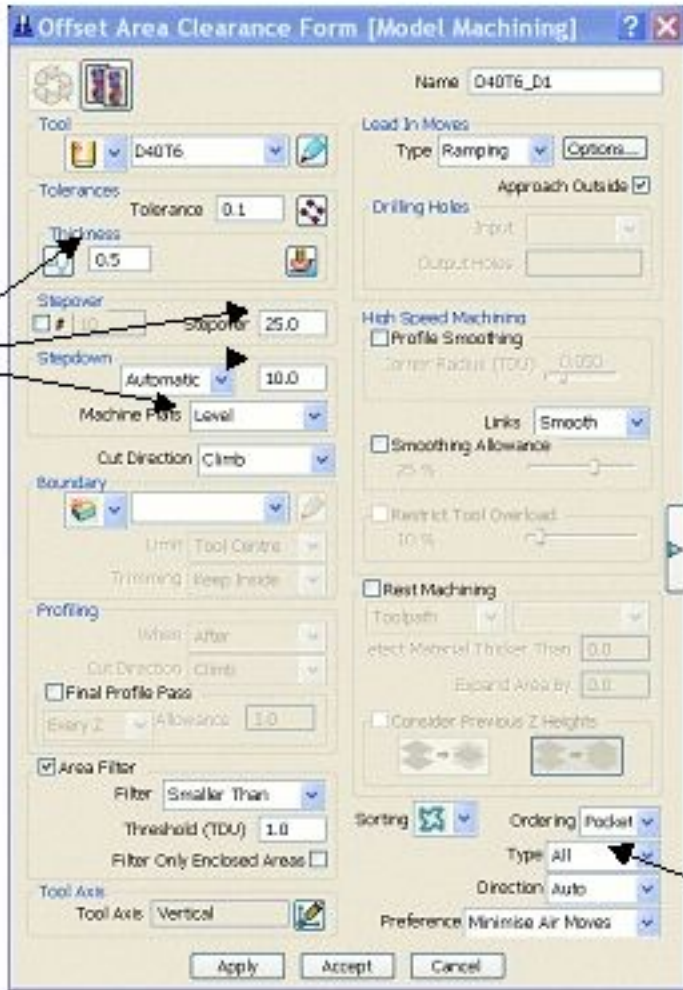 Offset Area Clearance Form [Model Machining]
Name D40T6_D1
Tool
D40T6
Tolerances
Tolerance 0.1
Thickness
0.5
Stepover
# 10 Stepover 25.0
Stepdown
Automatic 10.0
Machine Flats Level
Cut Direction Climb
Boundary
Limit Tool Centre
Trimming Keep Inside
Profiling
When After
Cut Direction Climb
Final Profile Pass
Every Z Allowance 1.0
Area Filter
Filter Smaller Than
Threshold (TDU) 1.0
Filter Only Enclosed Areas
Tool Axis
Tool Axis Vertical
Lead In Moves
Type Ramping Options...
Approach Outside
Drilling Holes
Input
Output Holes
High Speed Machining
Profile Smoothing
Corner Radius (TDU) 0.050
Links Smooth
Smoothing Allowance
25 %
Restrict Tool Overload
10 %
Rest Machining
Toolpath
etect Material Thicker Than 0.0
Expand Area By 0.0
Consider Previous Z Heights
Sorting Ordering Pocket
Type All
Direction Auto
Preference Minimise Air Moves
Apply Accept Cancel